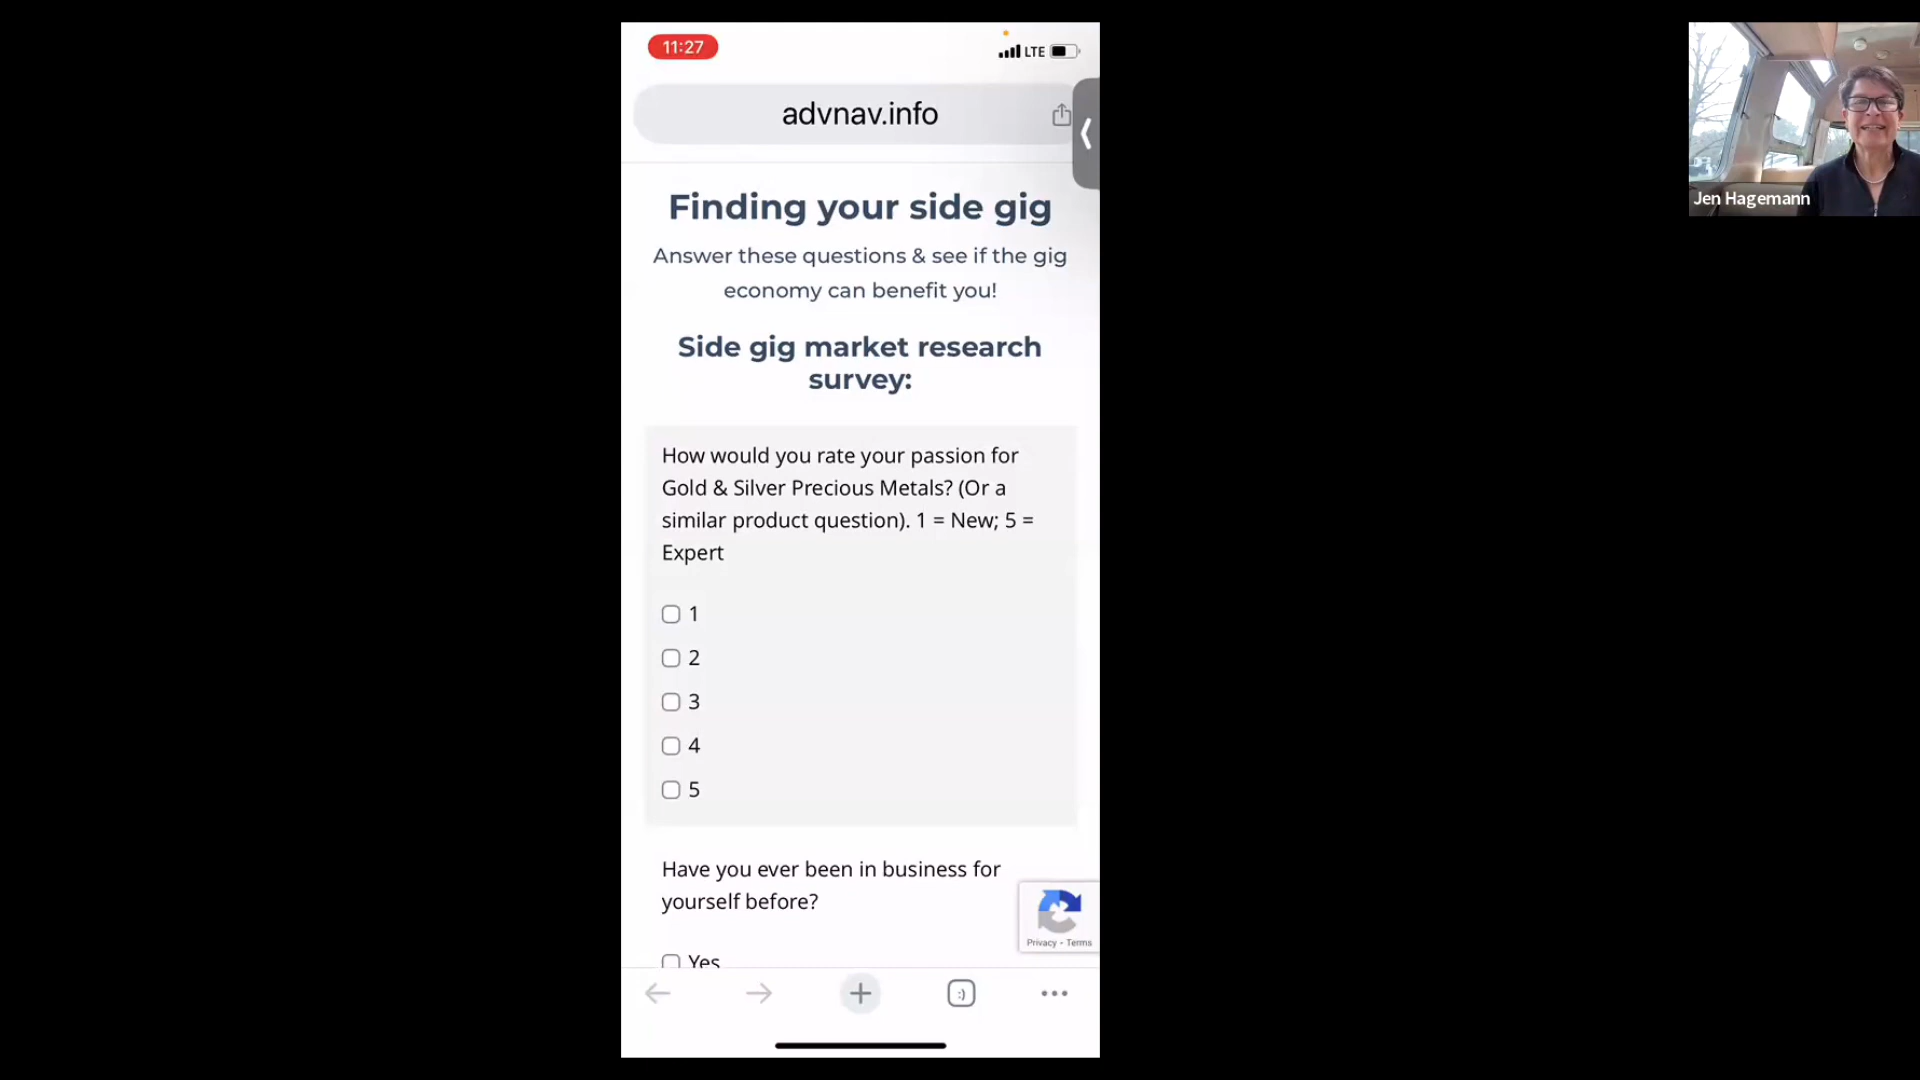 11:27
LTE
advnav.info
Finding your side gig
Answer these questions & see if the gig
economy can benefit you!
Side gig market research
survey:
How would you rate your passion for
Gold & Silver Precious Metals? (Or a
similar product question). 1 = New; 5 =
Expert
1
2
3
4
5
Have you ever been in business for
yourself before?
Yes
Privacy - Terms
:)
Jen Hagemann